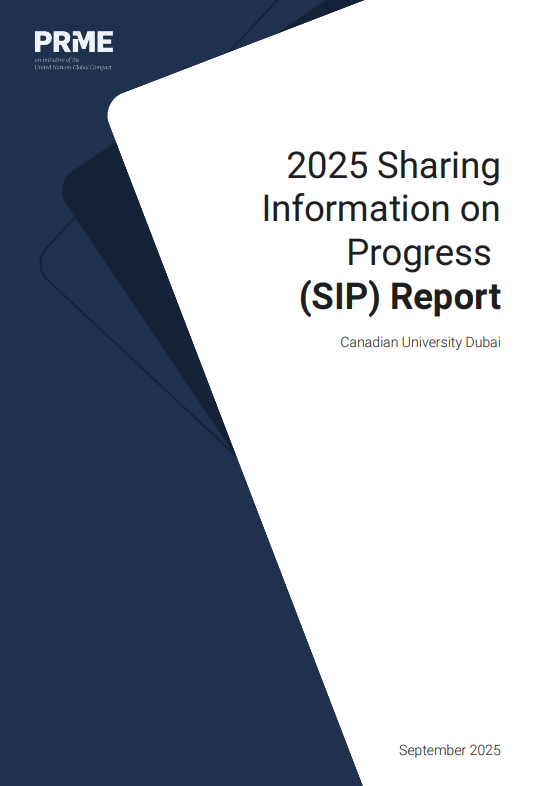 PRiME
an initiative of the
United Nations Global Compact
2025 Sharing
Information on
Progress
(SIP) Report
Canadian University Dubai
September 2025